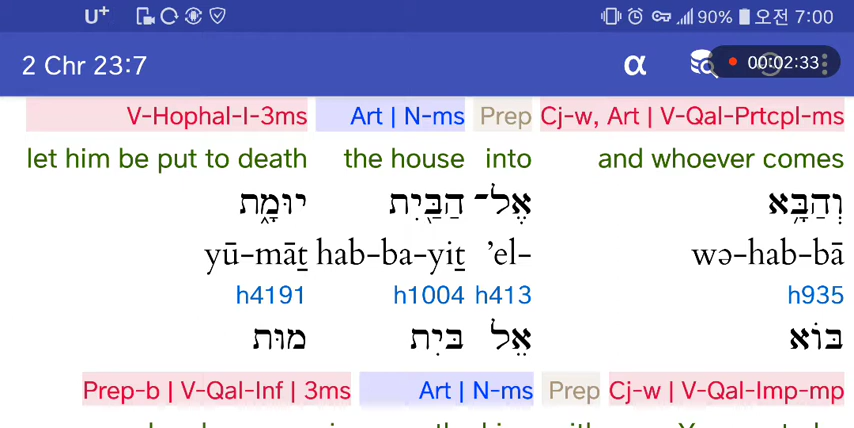 U+ 90% 오전 7:00
2 Chr 23:7 α 00:02:33
V-Hophal-I-3ms Art | N-ms Prep Cj-w, Art | V-Qal-Prtcpl-ms
let him be put to death the house into and whoever comes
וְהַבָּ֥א אֶל־ הַבַּ֖יִת יוּמָ֑ת
yū-māṯ hab-ba-yiṯ ’el- wə-hab-bā
h4191 h1004 h413 h935
בּוֹא אֵל בּיִת מוּת
Prep-b | V-Qal-Inf | 3ms Art | N-ms Prep Cj-w | V-Qal-Imp-mp